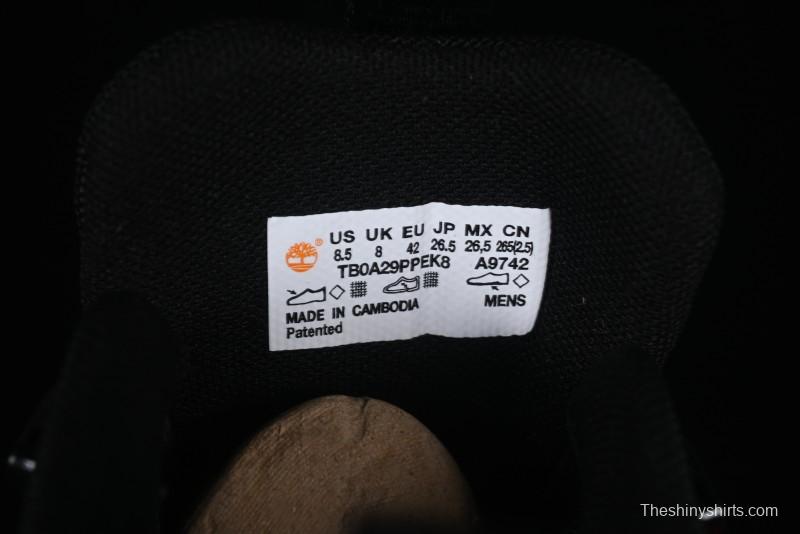 ®
US UK EU JP MX CN
8.5 8 42 26.5 26,5 265(2.5)
TB0A29PPEK8 A9742
MADE IN CAMBODIA MENS
Patented
Theshinyshirts.com